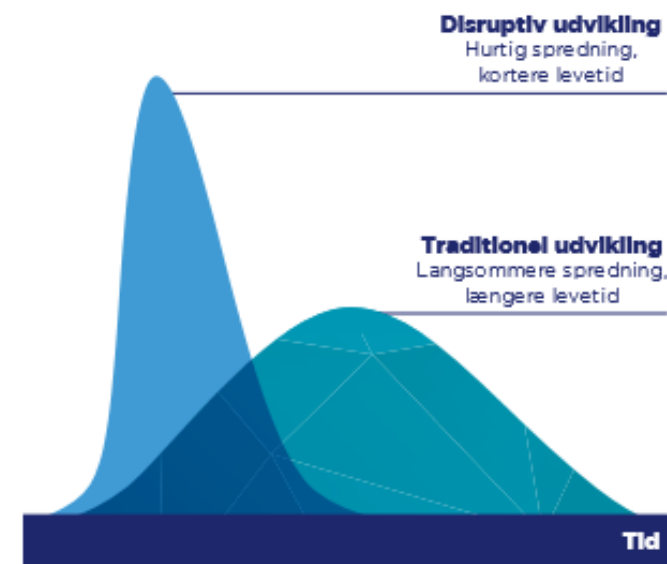 Disruptiv udvikling
Hurtig spredning,
kortere levetid
Traditionel udvikling
Langsommere spredning,
længere levetid
Tid